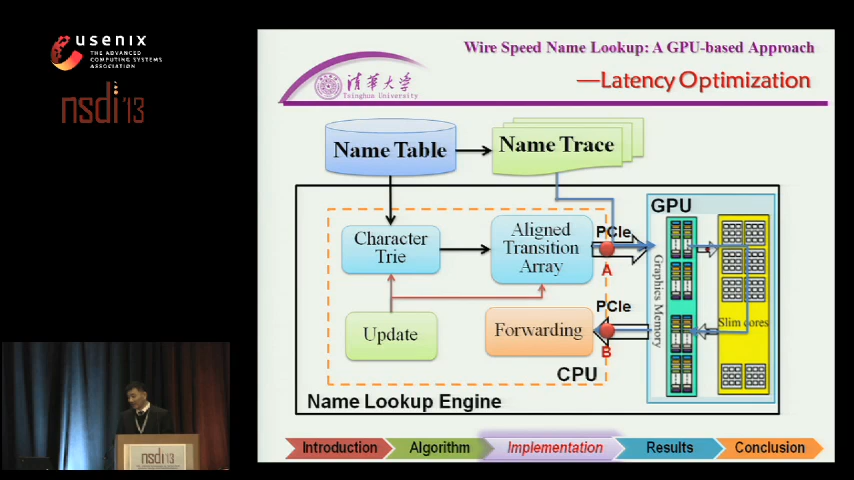 usenix
THE ADVANCED
COMPUTING SYSTEMS
ASSOCIATION
nsdi '13
Wire Speed Name Lookup: A GPU-based Approach
—Latency Optimization
清华大学
Tsinghua University
Name Table
Name Trace
GPU
Character
Trie
Aligned
Transition
Array
PCIe
A
Graphics Memory
Slim cores
PCIe
B
Update
Forwarding
CPU
Name Lookup Engine
Introduction
Algorithm
Implementation
Results
Conclusion
nsdi '13